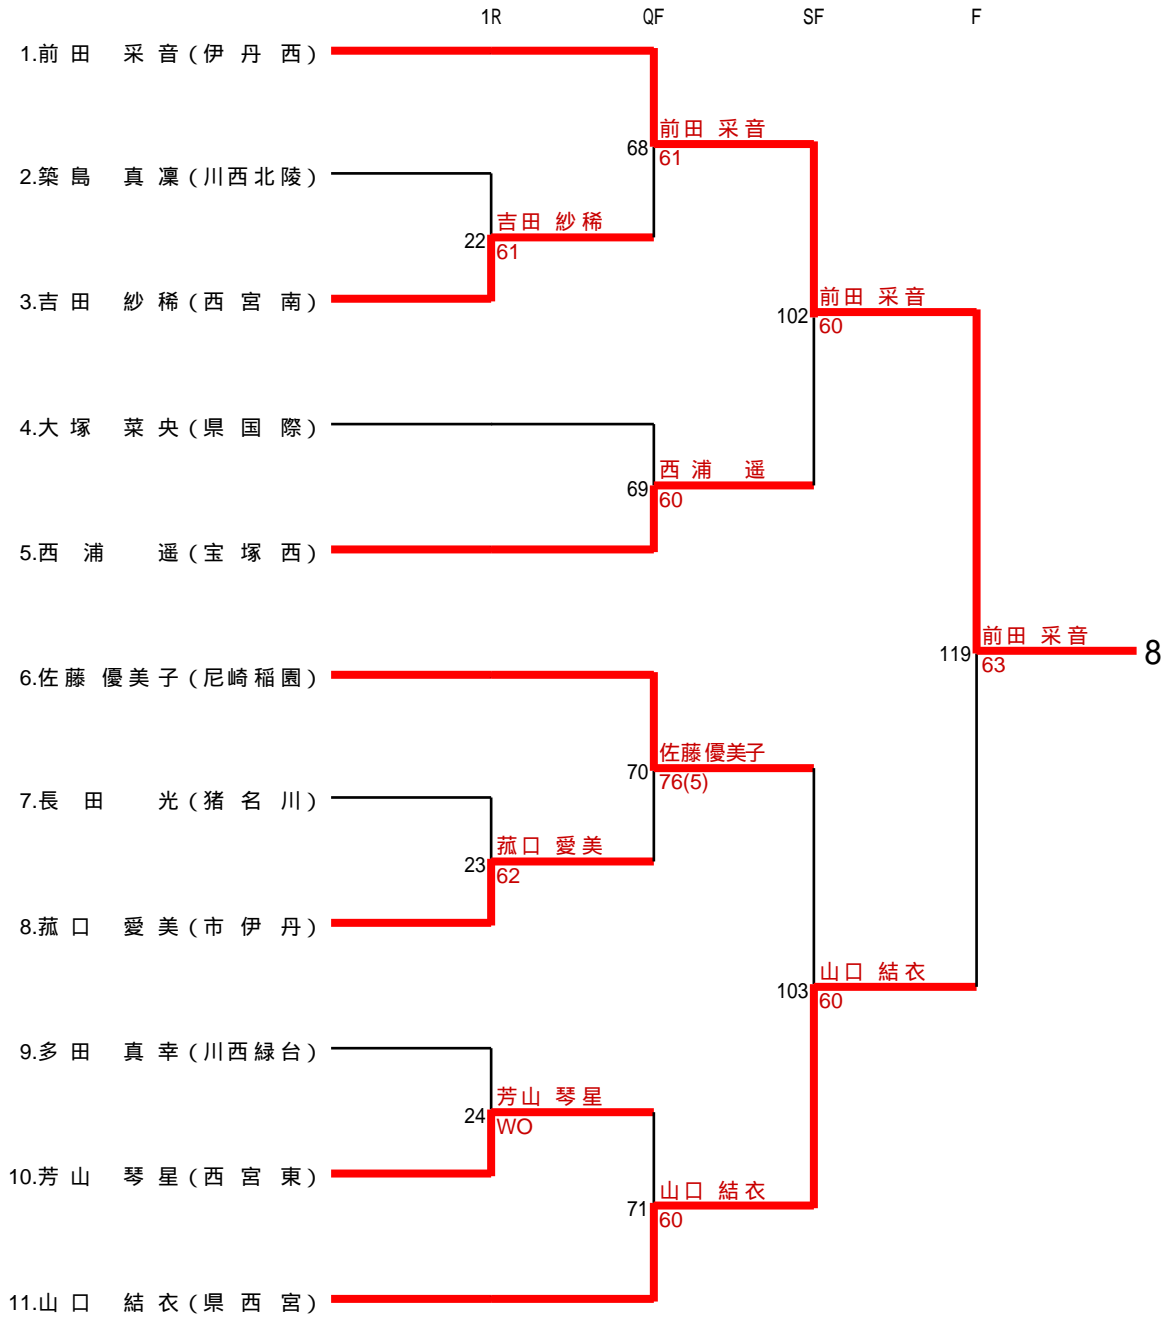 1R QF SF F
1.前田 采音(伊丹西)
前田 采音
68
61
2.築島 真凜(川西北陵)
吉田 紗稀
22
61
3.吉田 紗稀(西宮南)
前田 采音
102
60
4.大塚 菜央(県国際)
西浦 遥
69
60
5.西浦 遥(宝塚西)
前田 采音
119
63
8
6.佐藤 優美子(尼崎稲園)
佐藤優美子
70
76(5)
7.長田 光(猪名川)
菰口 愛美
23
62
8.菰口 愛美(市伊丹)
山口 結衣
103
60
9.多田 真幸(川西緑台)
芳山 琴星
24
WO
10.芳山 琴星(西宮東)
山口 結衣
71
60
11.山口 結衣(県西宮)